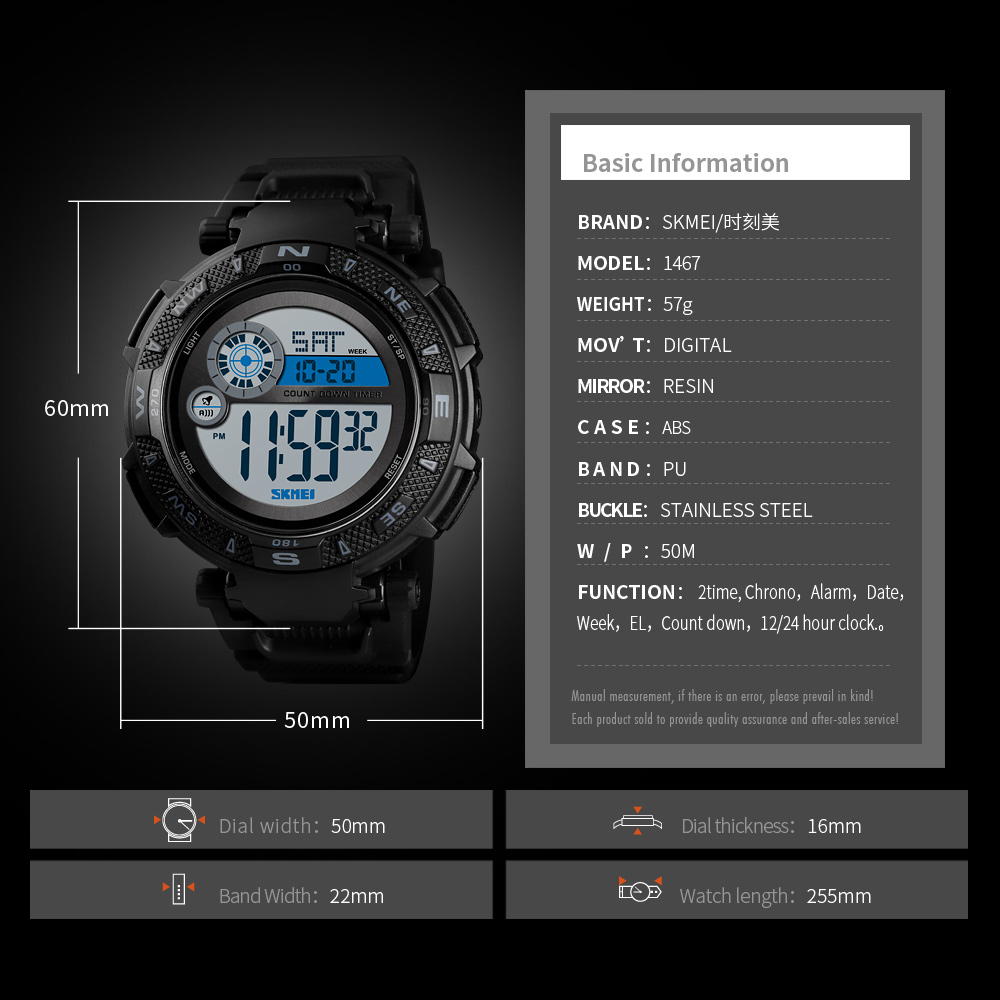 Basic Information
BRAND： SKMEI/时刻美
MODEL： 1467
WEIGHT： 57g
MOV’ T： DIGITAL
MIRROR： RESIN
CASE： ABS
BAND： PU
BUCKLE： STAINLESS STEEL
W / P ： 50M
FUNCTION： 2time, Chrono， Alarm， Date，
Week， EL， Count down， 12/24 hour clock.。
Manual measurement, if there is an error, please prevail in kind!
Each product sold to provide quality assurance and after-sales service!
60mm
50mm
N
00
NE
E
90
SE
S
180
SW
W
270
NW
LIGHT
ST/SP
MODE
RESET
SAT
WEEK
10-20
COUNT DOWN TIMER
A)))
PM
11:59 32
SKMEI
Dial width： 50mm
Dial thickness： 16mm
Band Width： 22mm
Watch length： 255mm